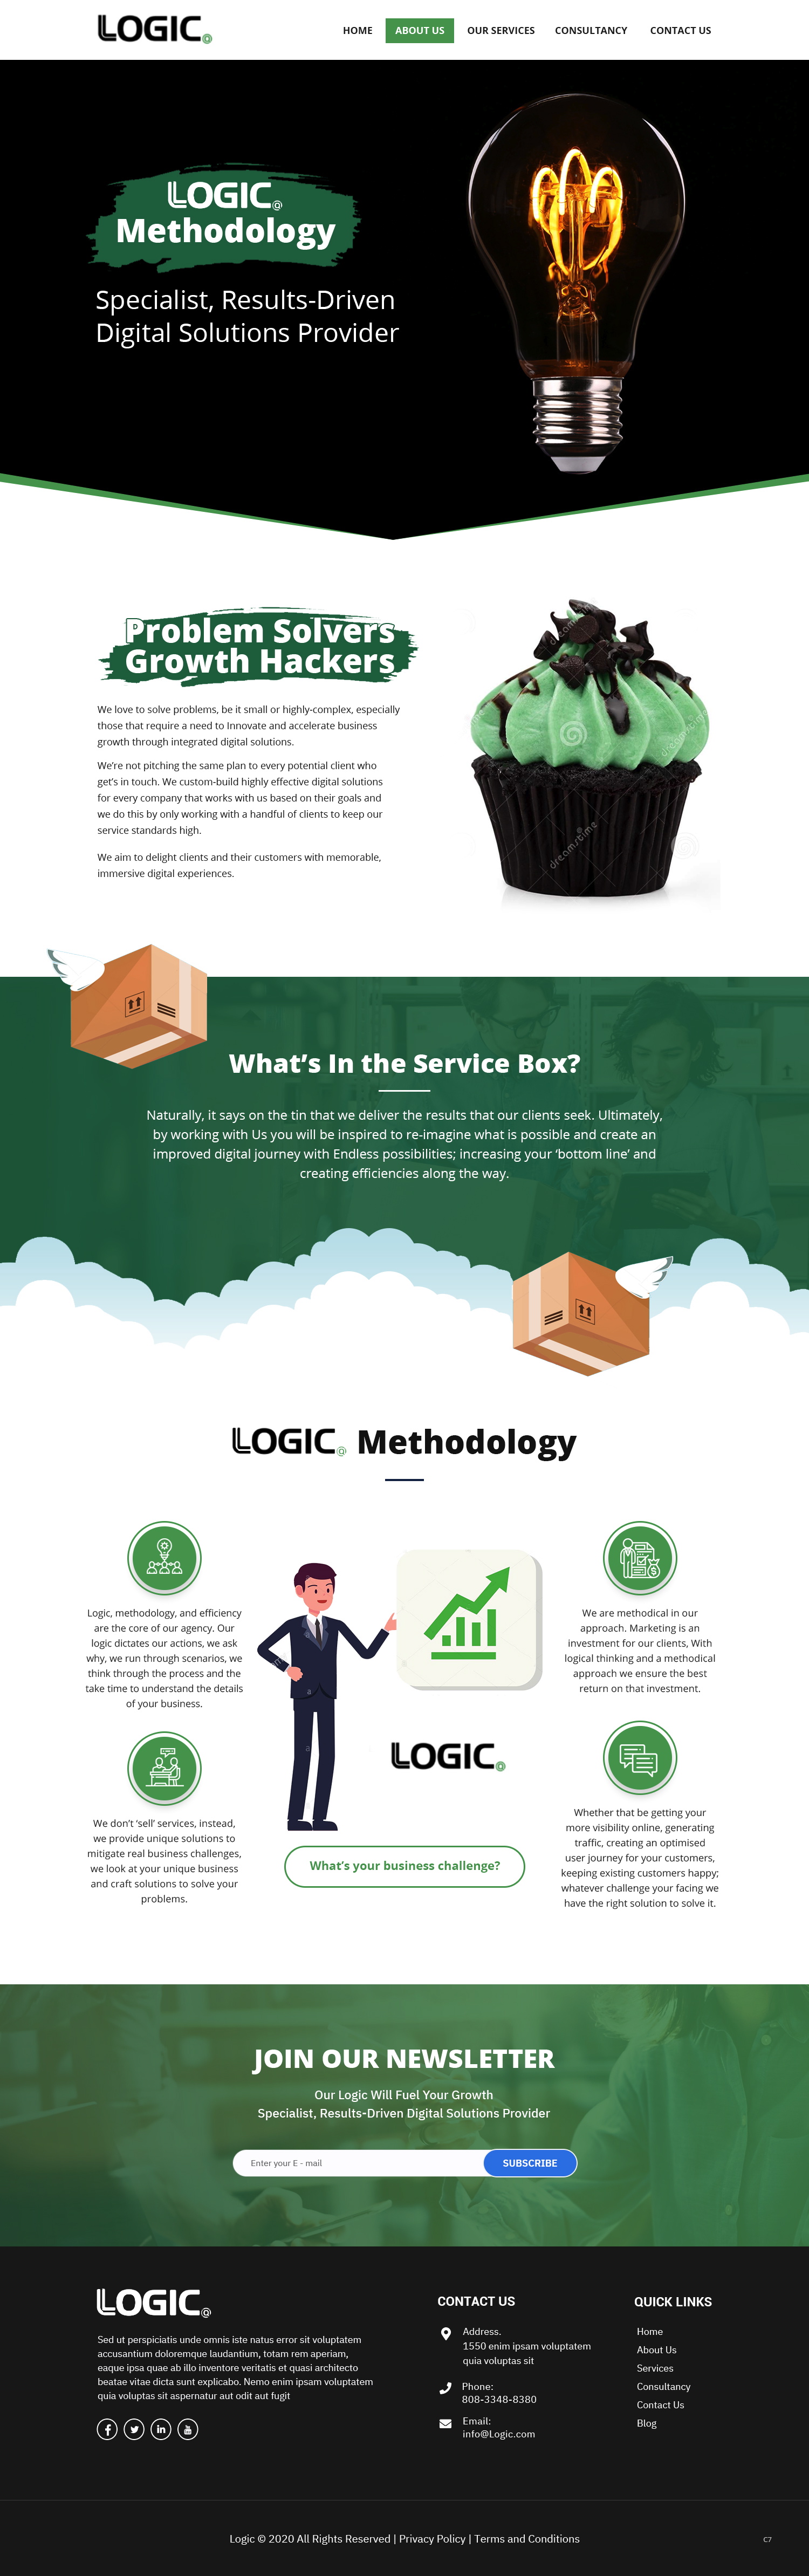 LOGIC@
HOME ABOUT US OUR SERVICES CONSULTANCY CONTACT US
LOGIC@
Methodology
Specialist, Results-Driven
Digital Solutions Provider
Problem Solvers
Growth Hackers
We love to solve problems, be it small or highly-complex, especially
those that require a need to Innovate and accelerate business
growth through integrated digital solutions.
We're not pitching the same plan to every potential client who
get's in touch. We custom-build highly effective digital solutions
for every company that works with us based on their goals and
we do this by only working with a handful of clients to keep our
service standards high.
We aim to delight clients and their customers with memorable,
immersive digital experiences.
dreamstime
dreamstime
dreamstime
What's In the Service Box?
Naturally, it says on the tin that we deliver the results that our clients seek. Ultimately,
by working with Us you will be inspired to re-imagine what is possible and create an
improved digital journey with Endless possibilities; increasing your 'bottom line' and
creating efficiencies along the way.
LOGIC@ Methodology
Logic, methodology, and efficiency
are the core of our agency. Our
logic dictates our actions, we ask
why, we run through scenarios, we
think through the process and the
take time to understand the details
of your business.
We don't 'sell' services, instead,
we provide unique solutions to
mitigate real business challenges,
we look at your unique business
and craft solutions to solve your
problems.
LOGIC@
What's your business challenge?
We are methodical in our
approach. Marketing is an
investment for our clients, With
logical thinking and a methodical
approach we ensure the best
return on that investment.
Whether that be getting your
more visibility online, generating
traffic, creating an optimised
user journey for your customers,
keeping existing customers happy;
whatever challenge your facing we
have the right solution to solve it.
JOIN OUR NEWSLETTER
Our Logic Will Fuel Your Growth
Specialist, Results-Driven Digital Solutions Provider
Enter your E - mail
SUBSCRIBE
LOGIC@
Sed ut perspiciatis unde omnis iste natus error sit voluptatem
accusantium doloremque laudantium, totam rem aperiam,
eaque ipsa quae ab illo inventore veritatis et quasi architecto
beatae vitae dicta sunt explicabo. Nemo enim ipsam voluptatem
quia voluptas sit aspernatur aut odit aut fugit
CONTACT US
Address.
1550 enim ipsam voluptatem
quia voluptas sit
Phone:
808-3348-8380
Email:
info@Logic.com
QUICK LINKS
Home
About Us
Services
Consultancy
Contact Us
Blog
Logic © 2020 All Rights Reserved | Privacy Policy | Terms and Conditions
C7